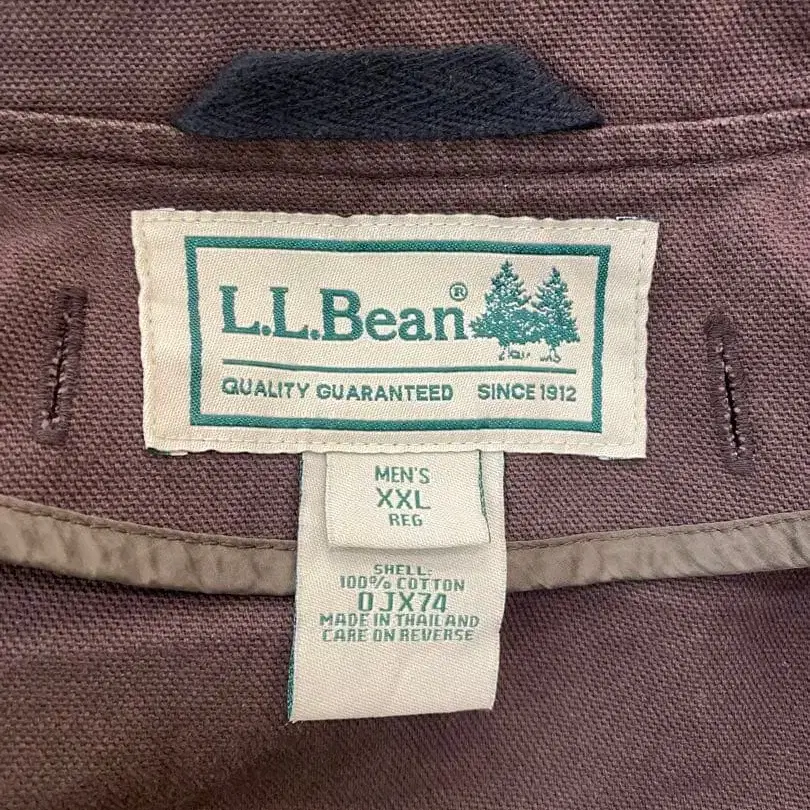 L.L.Bean®
QUALITY GUARANTEED SINCE 1912
MEN'S
XXL
REG
SHELL:
100% COTTON
0JX74
MADE IN THAILAND
CARE ON REVERSE